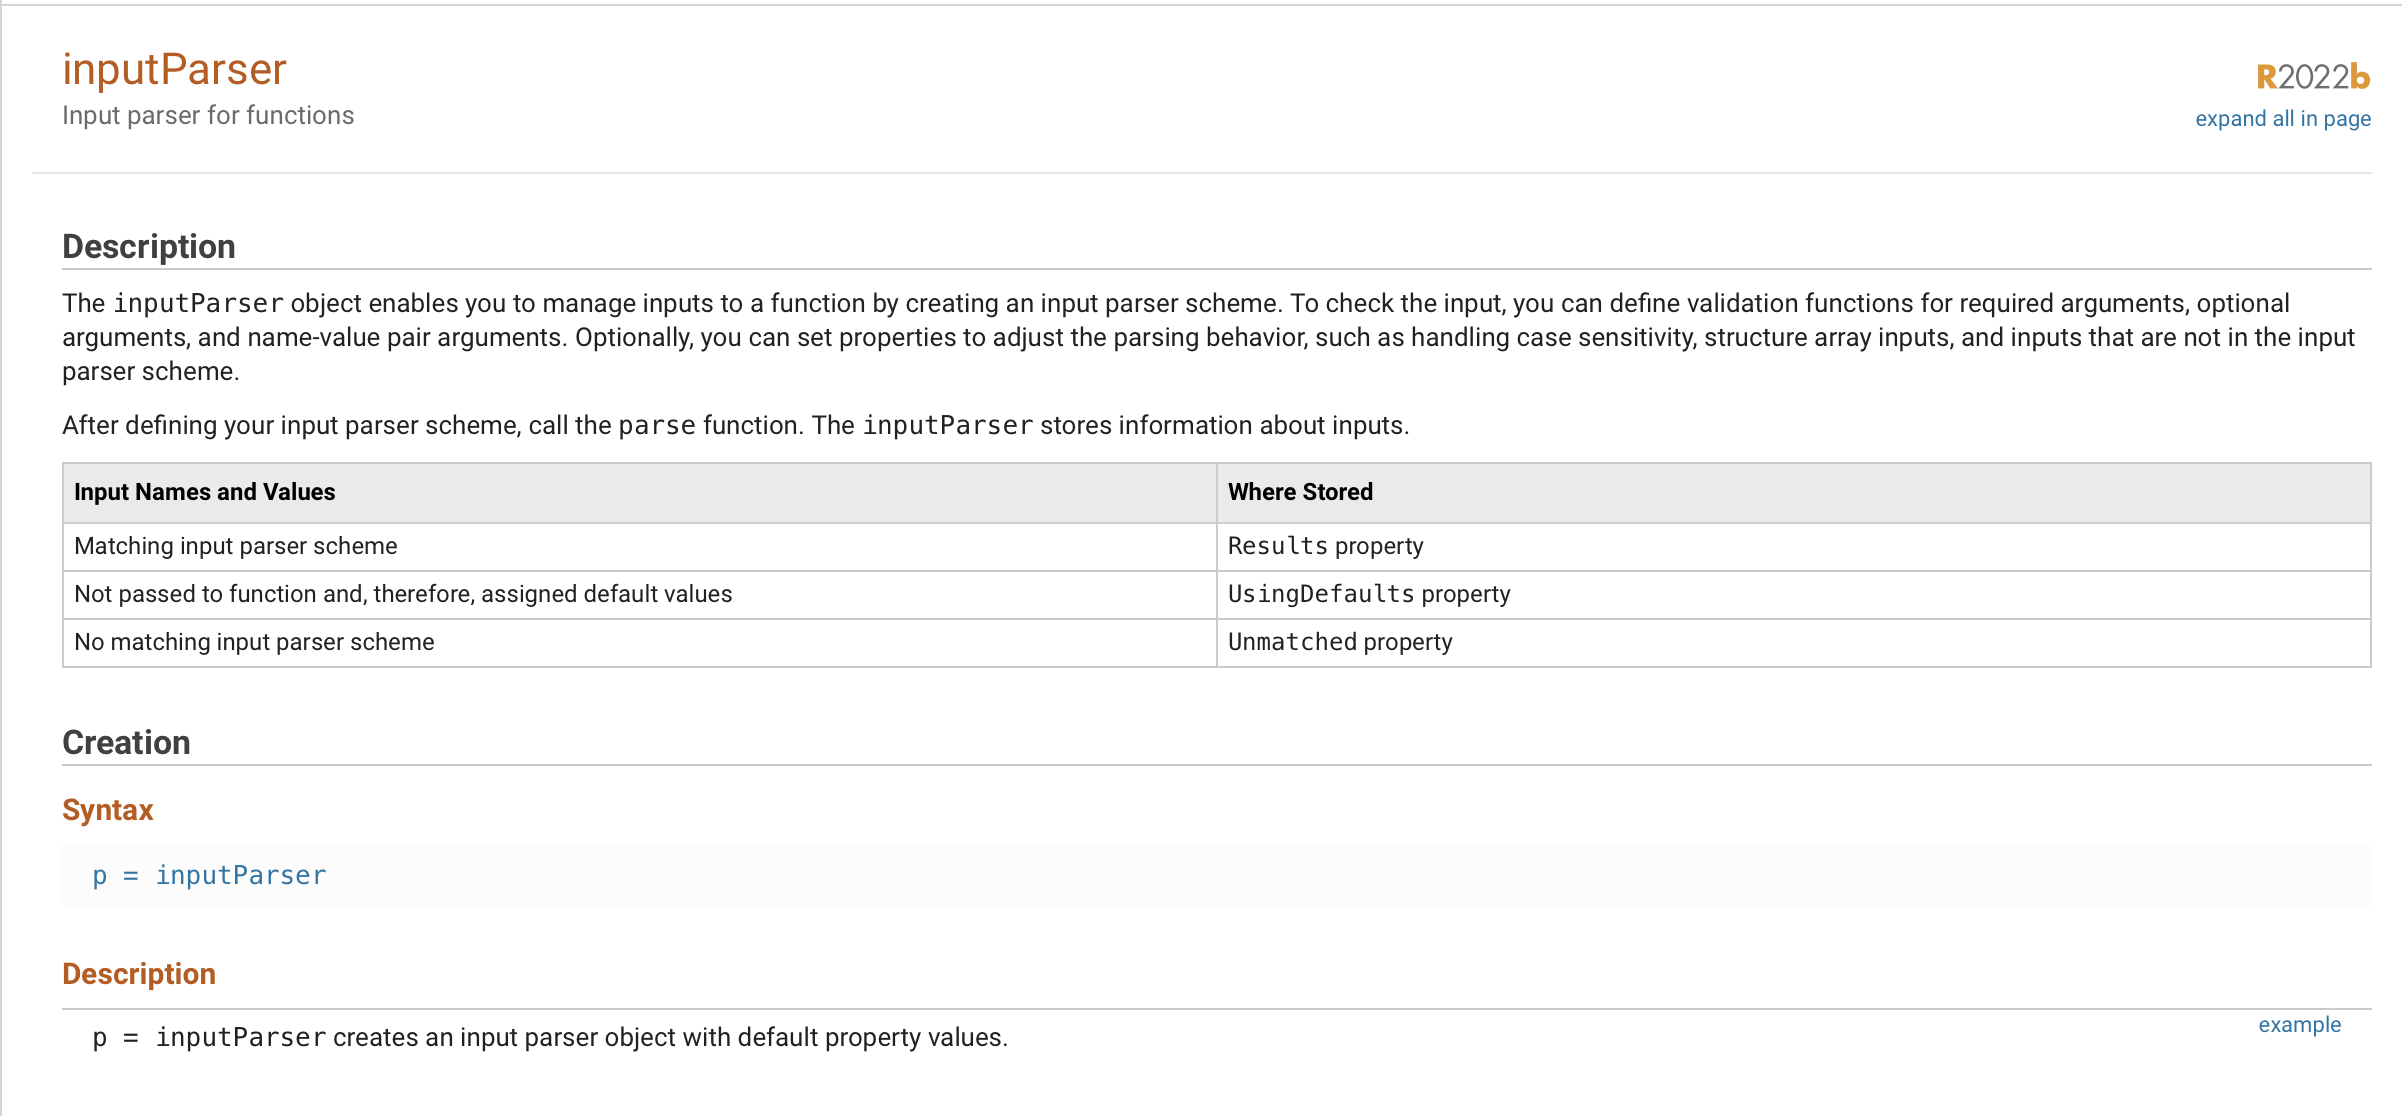 inputParser
R2022b
Input parser for functions
expand all in page
Description
The inputParser object enables you to manage inputs to a function by creating an input parser scheme. To check the input, you can define validation functions for required arguments, optional
arguments, and name-value pair arguments. Optionally, you can set properties to adjust the parsing behavior, such as handling case sensitivity, structure array inputs, and inputs that are not in the input
parser scheme.
After defining your input parser scheme, call the parse function. The inputParser stores information about inputs.
Input Names and Values Where Stored
Matching input parser scheme Results property
Not passed to function and, therefore, assigned default values UsingDefaults property
No matching input parser scheme Unmatched property
Creation
Syntax
p = inputParser
Description
p = inputParser creates an input parser object with default property values.
example